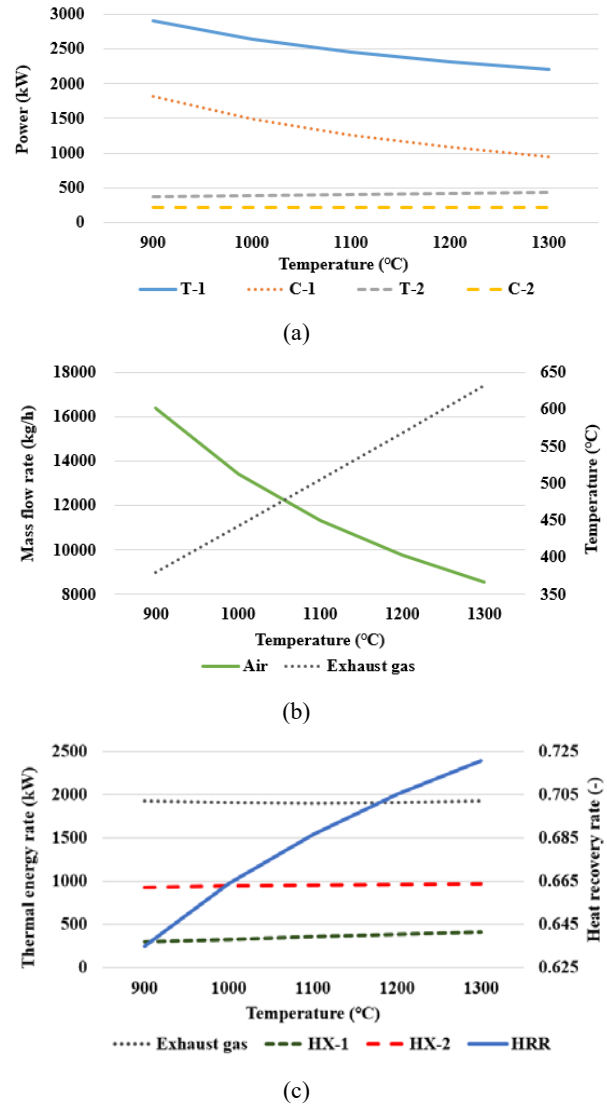 3000
2500
2000
1500
1000
500
0
Power (kW)
900 1000 1100 1200 1300
Temperature (°C)
T-1 C-1 T-2 C-2
(a)
18000
16000
14000
12000
10000
8000
Mass flow rate (kg/h)
650
600
550
500
450
400
350
Temperature (°C)
900 1000 1100 1200 1300
Temperature (°C)
Air Exhaust gas
(b)
2500
2000
1500
1000
500
0
Thermal energy rate (kW)
0.725
0.705
0.685
0.665
0.645
0.625
Heat recovery rate (-)
900 1000 1100 1200 1300
Temperature (°C)
Exhaust gas HX-1 HX-2 HRR
(c)